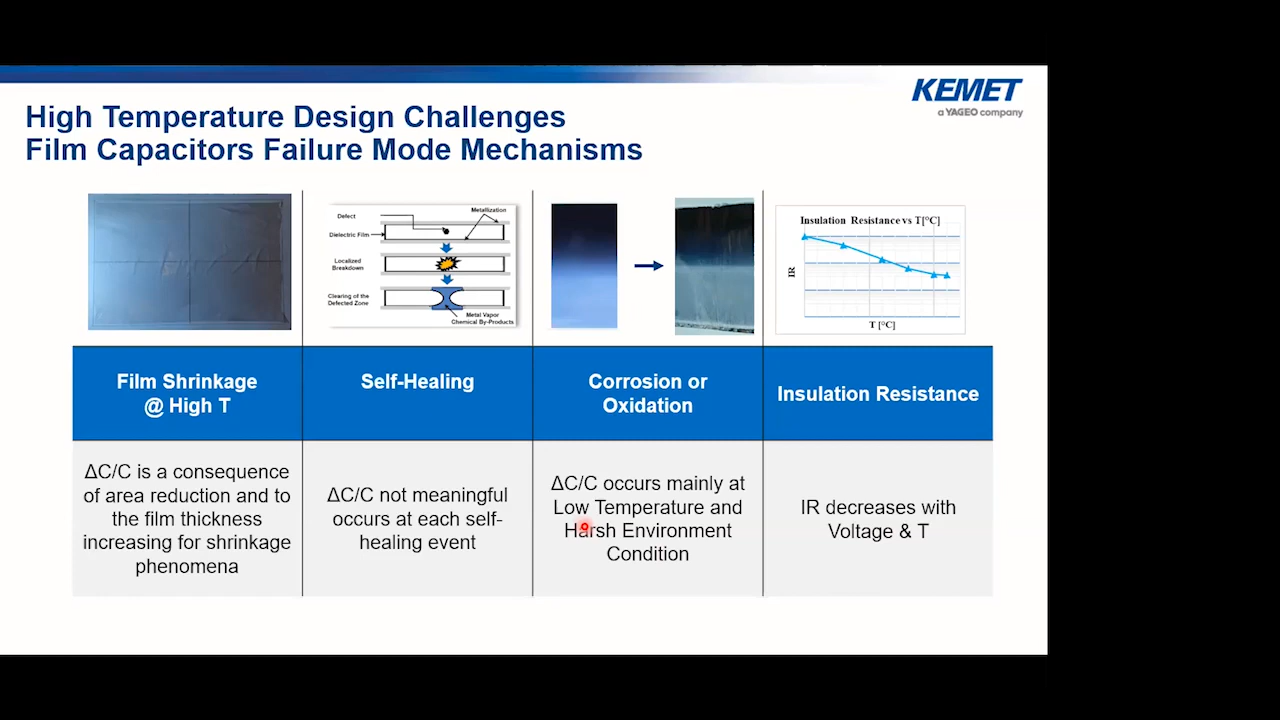 KEMET
a YAGEO company
High Temperature Design Challenges
Film Capacitors Failure Mode Mechanisms
Defect
Metallization
Dielectric Film
Localized
Breakdown
Clearing of the
Defected Zone
Metal Vapor
Chemical By-Products
Insulation Resistance vs T[°C]
IR
T [°C]
Film Shrinkage
@ High T
Self-Healing
Corrosion or
Oxidation
Insulation Resistance
ΔC/C is a consequence
of area reduction and to
the film thickness
increasing for shrinkage
phenomena
ΔC/C not meaningful
occurs at each self-
healing event
ΔC/C occurs mainly at
Low Temperature and
Harsh Environment
Condition
IR decreases with
Voltage & T